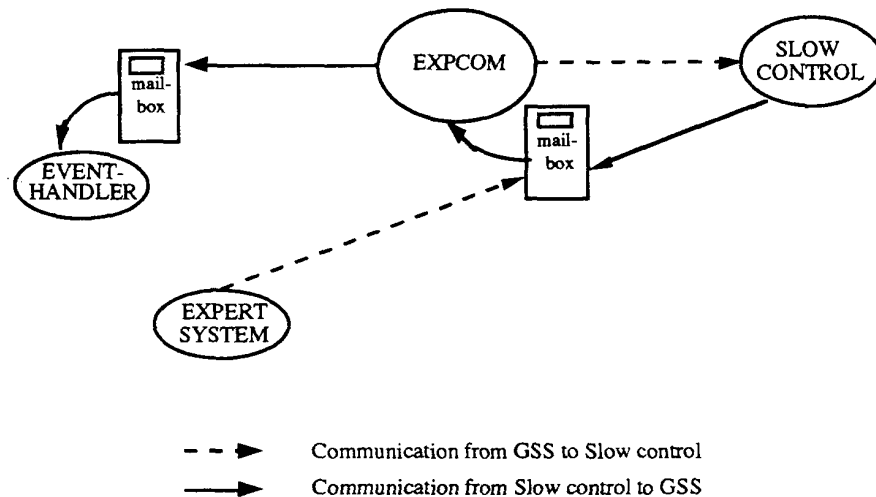 EXPCOM
SLOW
CONTROL
mail-
box
mail-
box
EVENT-
HANDLER
EXPERT
SYSTEM
Communication from GSS to Slow control
Communication from Slow control to GSS